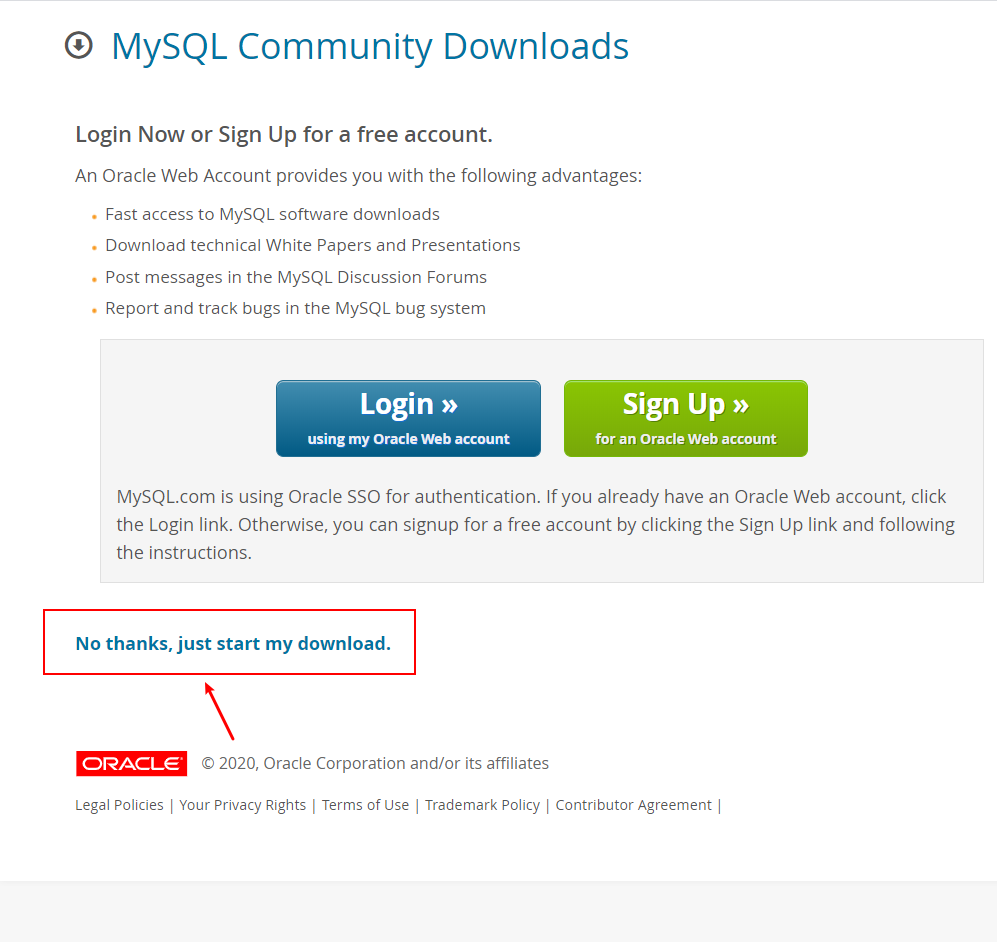 MySQL Community Downloads
Login Now or Sign Up for a free account.
An Oracle Web Account provides you with the following advantages:
Fast access to MySQL software downloads
Download technical White Papers and Presentations
Post messages in the MySQL Discussion Forums
Report and track bugs in the MySQL bug system
Login »
using my Oracle Web account
Sign Up »
for an Oracle Web account
MySQL.com is using Oracle SSO for authentication. If you already have an Oracle Web account, click
the Login link. Otherwise, you can signup for a free account by clicking the Sign Up link and following
the instructions.
No thanks, just start my download.
ORACLE © 2020, Oracle Corporation and/or its affiliates
Legal Policies | Your Privacy Rights | Terms of Use | Trademark Policy | Contributor Agreement |